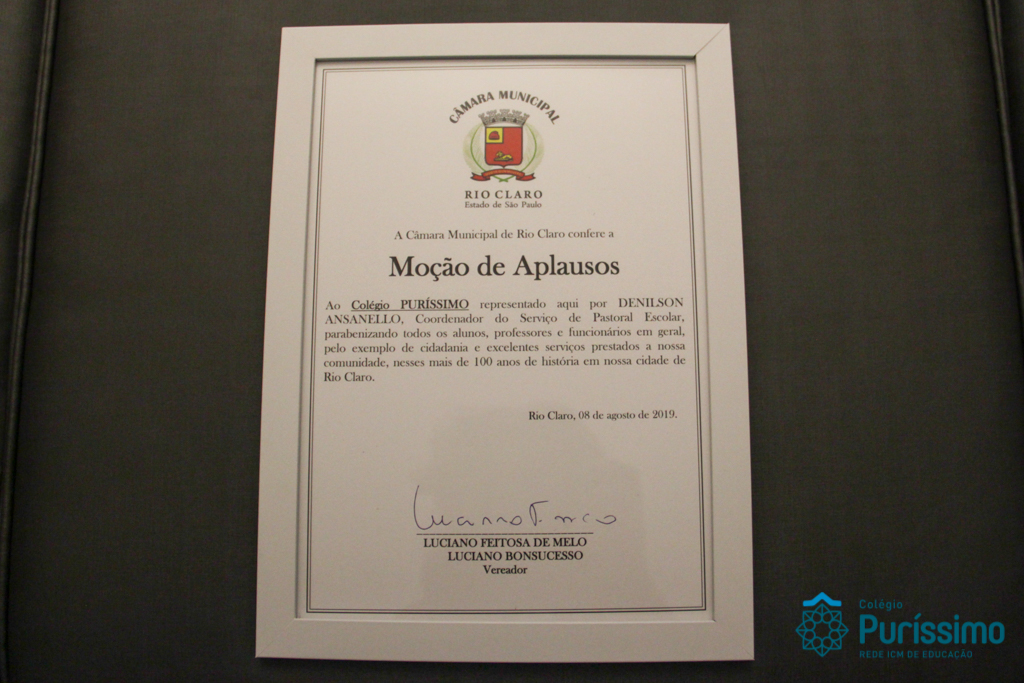 CÂMARA MUNICIPAL
RIO CLARO
Estado de São Paulo
A Câmara Municipal de Rio Claro confere a
Moção de Aplausos
Ao Colégio PURÍSSIMO representado aqui por DENILSON
ANSANELLO, Coordenador do Serviço de Pastoral Escolar,
parabenizando todos os alunos, professores e funcionários em geral,
pelo exemplo de cidadania e excelentes serviços prestados a nossa
comunidade, nesses mais de 100 anos de história em nossa cidade de
Rio Claro.
Rio Claro, 08 de agosto de 2019.
LUCIANO FEITOSA DE MELO
LUCIANO BONSUCESSO
Vereador
Colégio
Puríssimo
REDE ICM DE EDUCAÇÃO